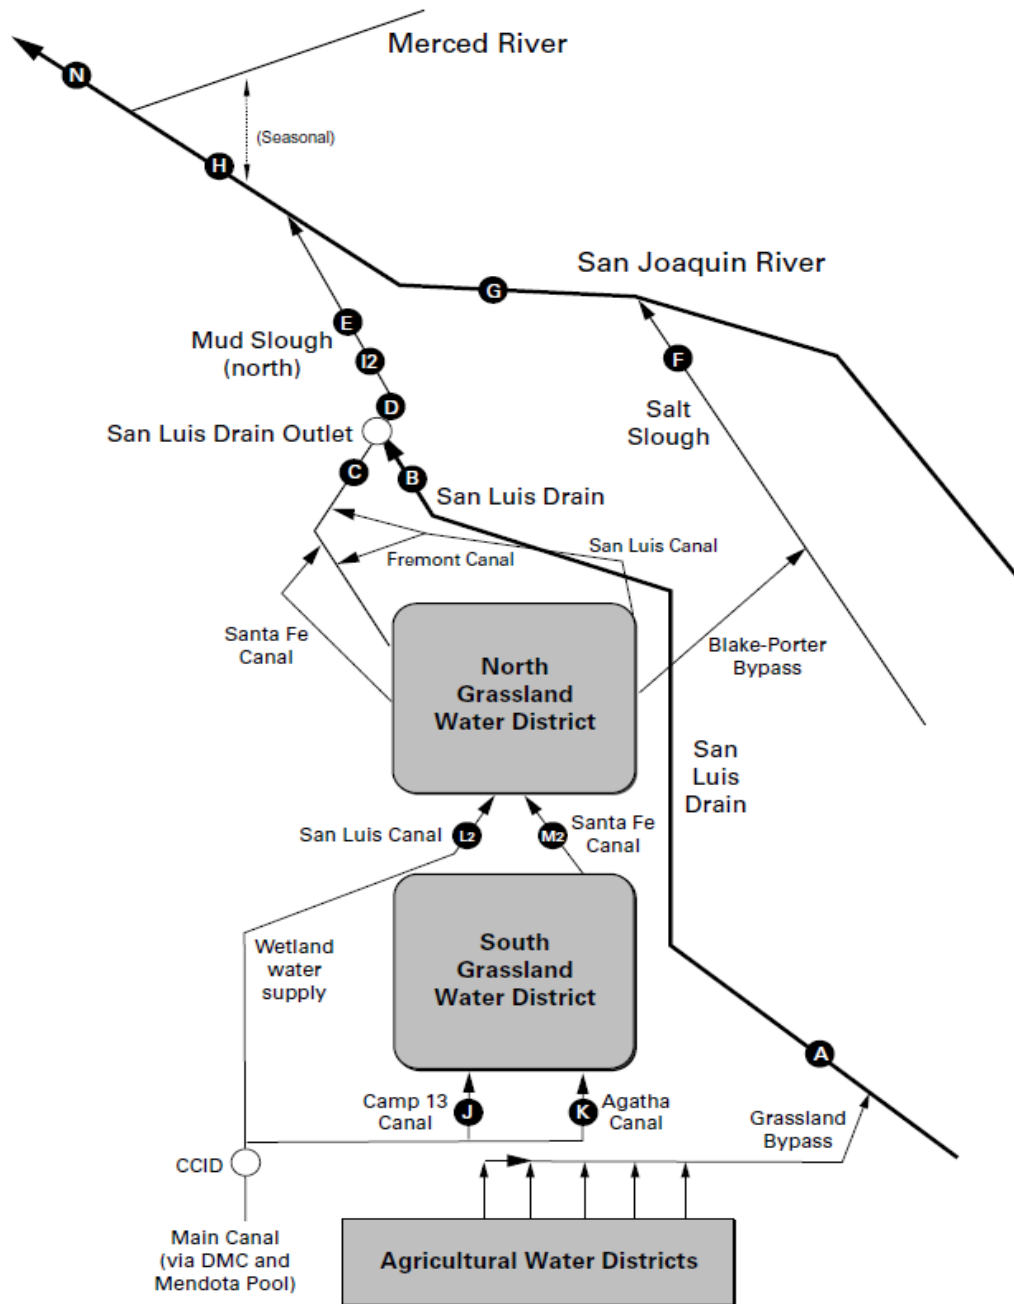 Merced River
N
(Seasonal)
H
San Joaquin River
G
E
Mud Slough
(north)
I2
F
D
Salt
Slough
San Luis Drain Outlet
C
B
San Luis Drain
San Luis Canal
Fremont Canal
Santa Fe
Canal
North
Grassland
Water District
Blake-Porter
Bypass
San
Luis
Drain
San Luis Canal
L2
M2
Santa Fe
Canal
Wetland
water
supply
South
Grassland
Water District
A
Camp 13
Canal
J
K
Agatha
Canal
Grassland
Bypass
CCID
Main Canal
(via DMC and
Mendota Pool)
Agricultural Water Districts